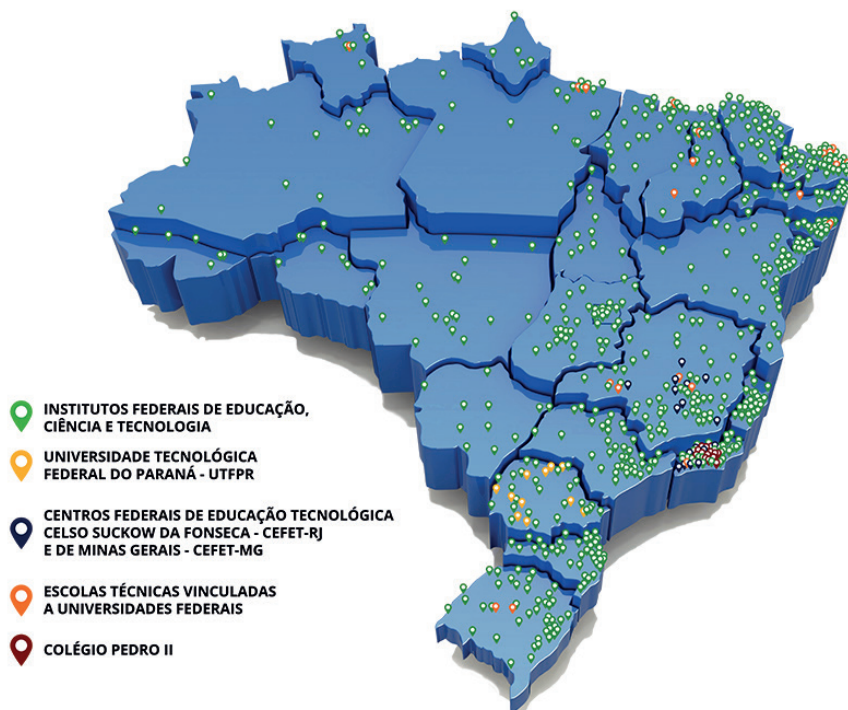 INSTITUTOS FEDERAIS DE EDUCAÇÃO,
CIÊNCIA E TECNOLOGIA
UNIVERSIDADE TECNOLÓGICA
FEDERAL DO PARANÁ - UTFPR
CENTROS FEDERAIS DE EDUCAÇÃO TECNOLÓGICA
CELSO SUCKOW DA FONSECA - CEFET-RJ
E DE MINAS GERAIS - CEFET-MG
ESCOLAS TÉCNICAS VINCULADAS
A UNIVERSIDADES FEDERAIS
COLÉGIO PEDRO II